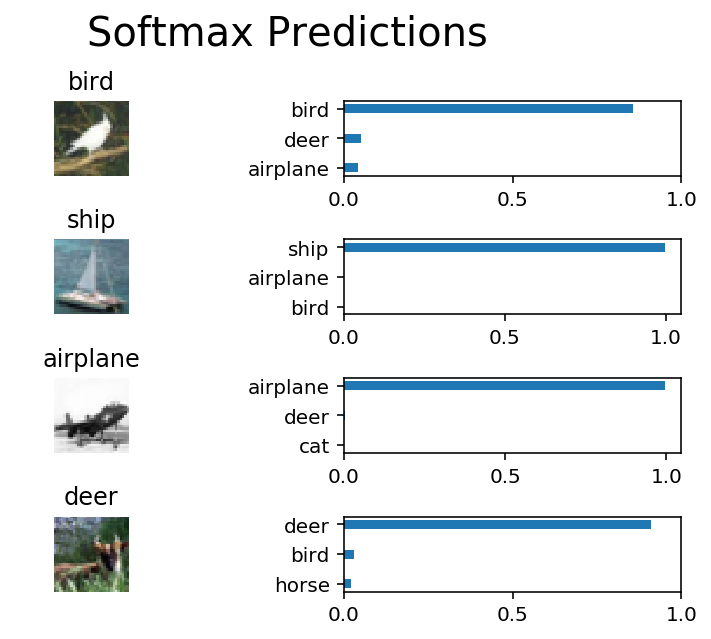 Softmax Predictions
bird
bird
deer
airplane
0.0 0.5 1.0
ship
ship
airplane
bird
0.0 0.5 1.0
airplane
airplane
deer
cat
0.0 0.5 1.0
deer
deer
bird
horse
0.0 0.5 1.0